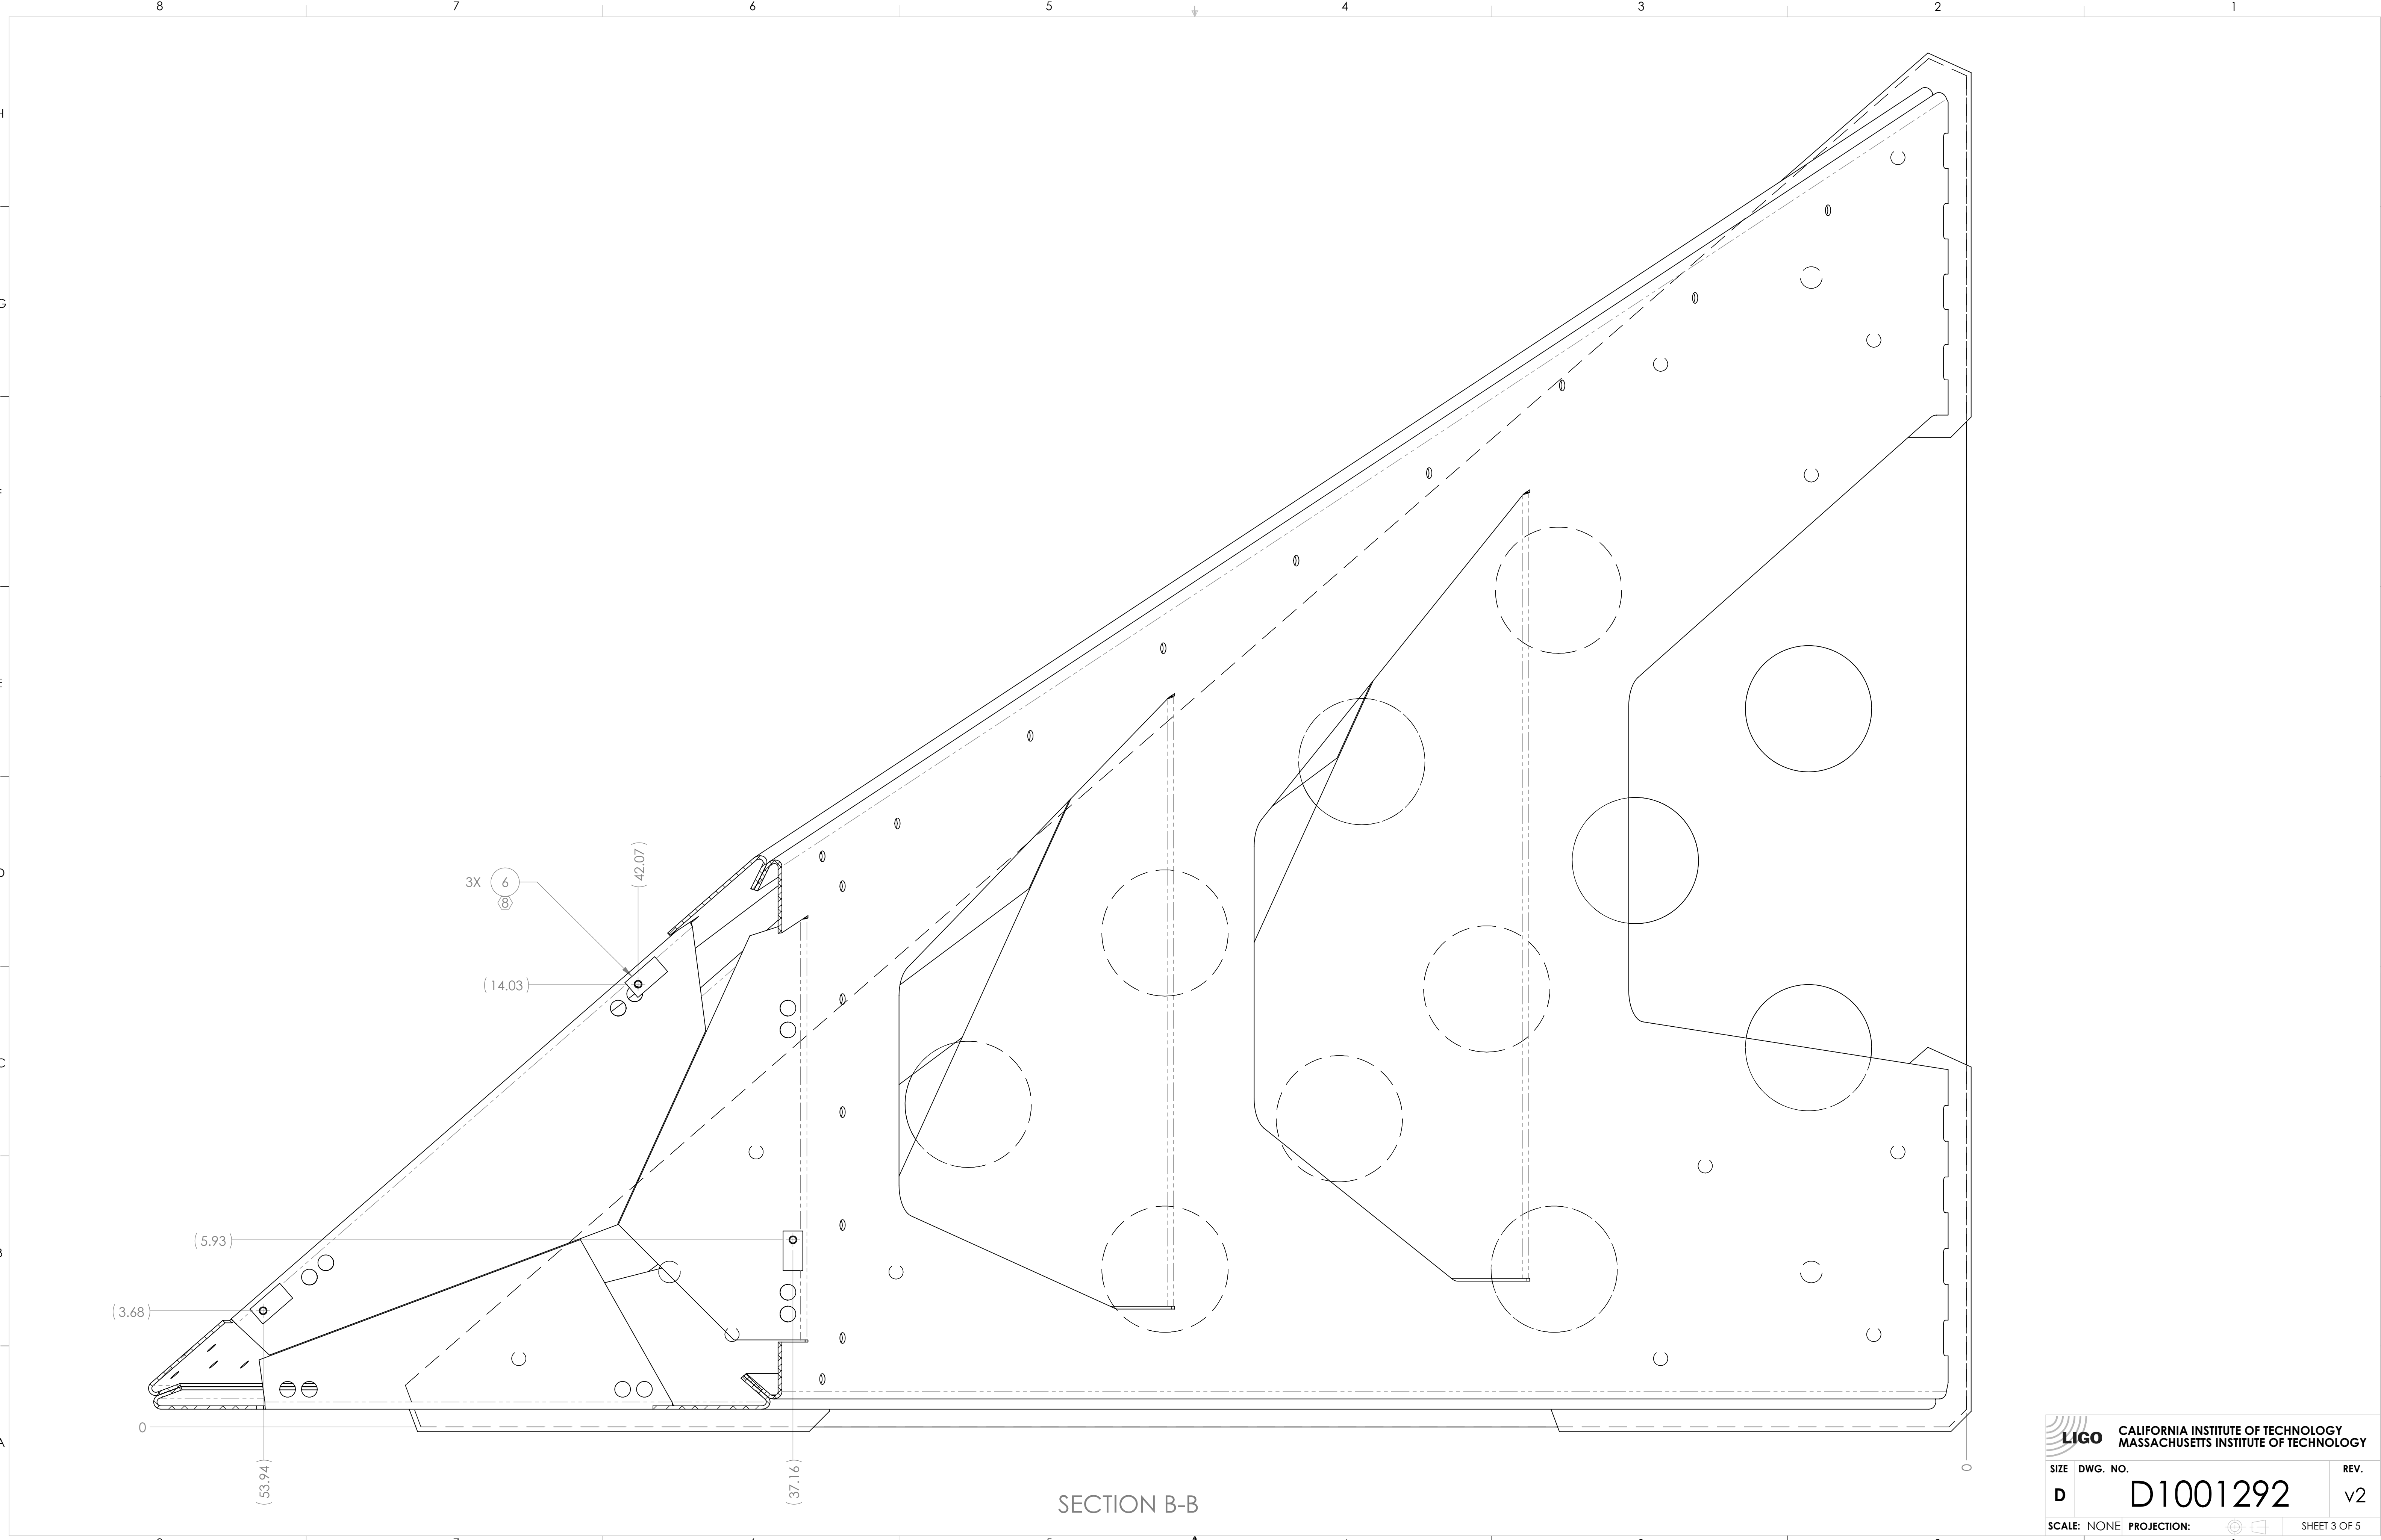 8 7 6 5 4 3 2 1
H
G
F
E
D
C
B
A
3X 6
8
(42.07)
(14.03)
(5.93)
(3.68)
0
(53.94)
(37.16)
0
SECTION B-B
LIGO
CALIFORNIA INSTITUTE OF TECHNOLOGY
MASSACHUSETTS INSTITUTE OF TECHNOLOGY
SIZE DWG. NO. REV.
D D1001292 v2
SCALE: NONE PROJECTION: SHEET 3 OF 5